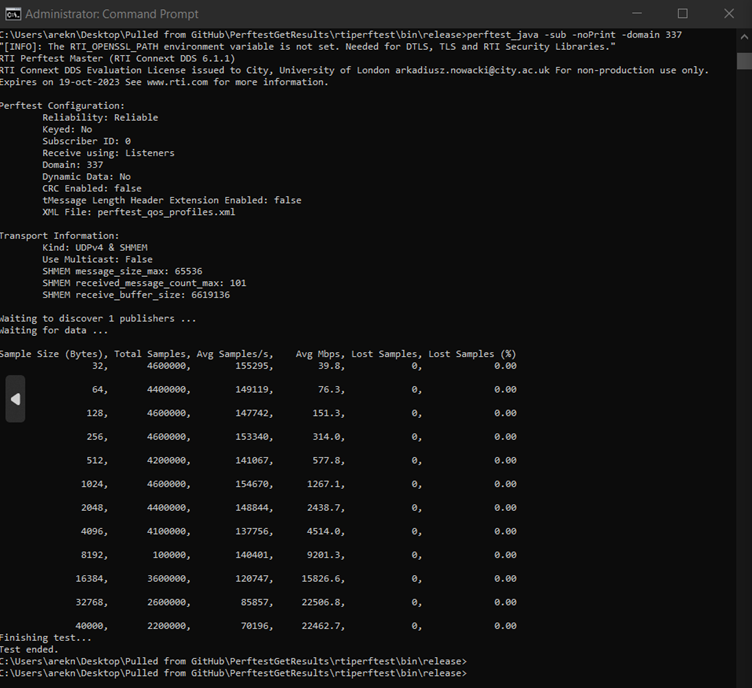 Administrator: Command Prompt
C:\Users\arekn\Desktop\Pulled from GitHub\PerftestGetResults\rtiperftest\bin\release>perftest_java -sub -noPrint -domain 337
"[INFO]: The RTI_OPENSSL_PATH environment variable is not set. Needed for DTLS, TLS and RTI Security Libraries."
RTI Perftest Master (RTI Connext DDS 6.1.1)
RTI Connext DDS Evaluation License issued to City, University of London arkadiusz.nowacki@city.ac.uk For non-production use only.
Expires on 19-oct-2023 See www.rti.com for more information.
Perftest Configuration:
Reliability: Reliable
Keyed: No
Subscriber ID: 0
Receive using: Listeners
Domain: 337
Dynamic Data: No
CRC Enabled: false
tMessage Length Header Extension Enabled: false
XML File: perftest_qos_profiles.xml
Transport Information:
Kind: UDPv4 & SHMEM
Use Multicast: False
SHMEM message_size_max: 65536
SHMEM received_message_count_max: 101
SHMEM receive_buffer_size: 6619136
Waiting to discover 1 publishers ...
Waiting for data ...
Sample Size (Bytes), Total Samples, Avg Samples/s, Avg Mbps, Lost Samples, Lost Samples (%)
32, 4600000, 155295, 39.8, 0, 0.00
64, 4400000, 149119, 76.3, 0, 0.00
128, 4600000, 147742, 151.3, 0, 0.00
256, 4600000, 153340, 314.0, 0, 0.00
512, 4200000, 141067, 577.8, 0, 0.00
1024, 4600000, 154670, 1267.1, 0, 0.00
2048, 4400000, 148844, 2438.7, 0, 0.00
4096, 4100000, 137756, 4514.0, 0, 0.00
8192, 100000, 140401, 9201.3, 0, 0.00
16384, 3600000, 120747, 15826.6, 0, 0.00
32768, 2600000, 85857, 22506.8, 0, 0.00
40000, 2200000, 70196, 22462.7, 0, 0.00
Finishing test...
Test ended.
C:\Users\arekn\Desktop\Pulled from GitHub\PerftestGetResults\rtiperftest\bin\release>
C:\Users\arekn\Desktop\Pulled from GitHub\PerftestGetResults\rtiperftest\bin\release>